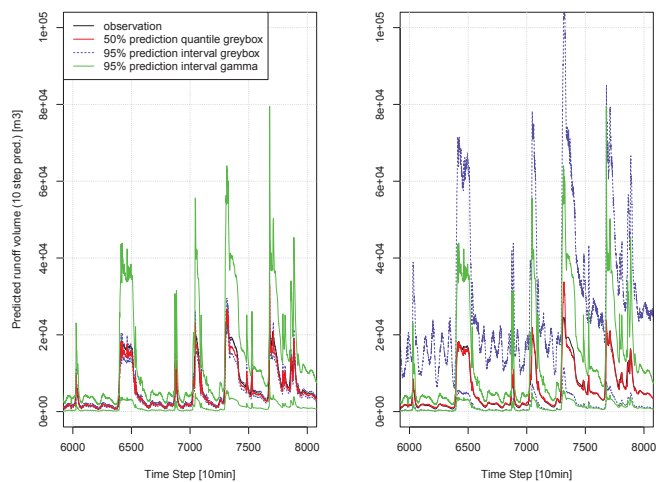 observation
50% prediction quantile greybox
95% prediction interval greybox
95% prediction interval gamma
Predicted runoff volume (10 step pred.) [m3]
1e+05
8e+04
6e+04
4e+04
2e+04
0e+00
6000 6500 7000 7500 8000
Time Step [10min]
1e+05
8e+04
6e+04
4e+04
2e+04
0e+00
6000 6500 7000 7500 8000
Time Step [10min]